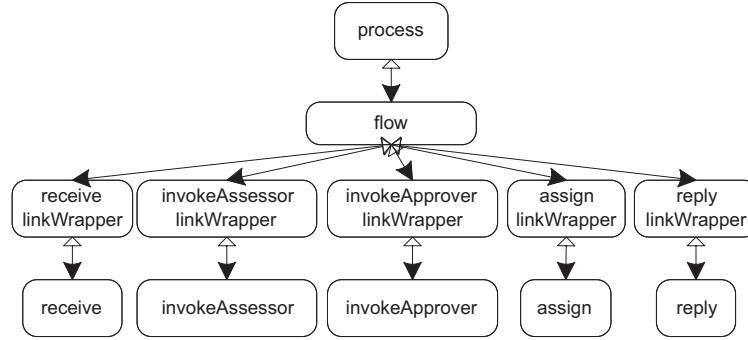 process
flow
receive
linkWrapper
invokeAssessor
linkWrapper
invokeApprover
linkWrapper
assign
linkWrapper
reply
linkWrapper
receive
invokeAssessor
invokeApprover
assign
reply